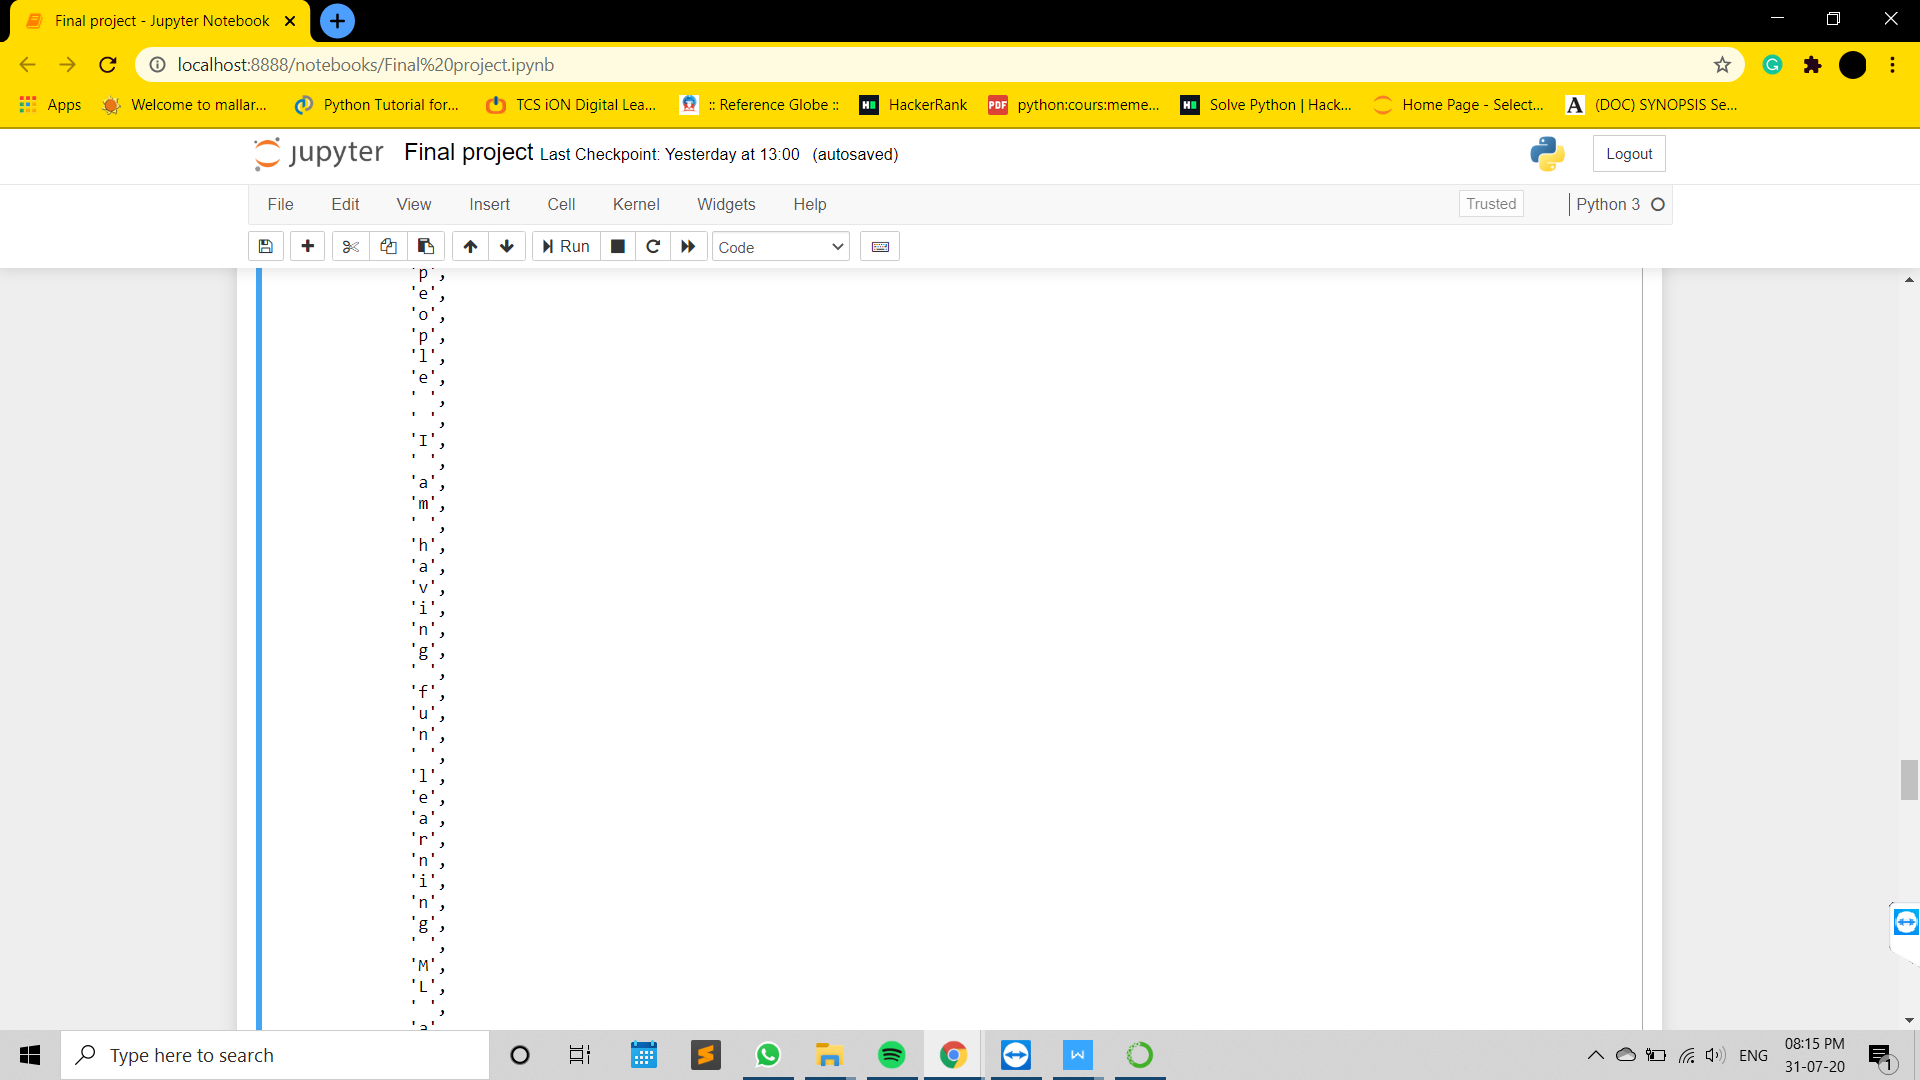 Final project - Jupyter Notebook
localhost:8888/notebooks/Final%20project.ipynb
Apps
Welcome to mallar...
Python Tutorial for...
TCS iON Digital Lea...
:: Reference Globe ::
HackerRank
PDF
python:cours:meme...
Solve Python | Hack...
Home Page - Select...
A
(DOC) SYNOPSIS Se...
jupyter
Final project Last Checkpoint: Yesterday at 13:00 (autosaved)
Logout
File Edit View Insert Cell Kernel Widgets Help
Trusted
Python 3
Run
Code
'p',
'e',
'o',
'p',
'l',
'e',
' ',
' ',
'I',
' ',
'a',
'm',
' ',
'h',
'a',
'v',
'i',
'n',
'g',
' ',
'f',
'u',
'n',
' ',
'l',
'e',
'a',
'r',
'n',
'i',
'n',
'g',
' ',
'M',
'L',
' ',
'a'
Type here to search
ENG
08:15 PM
31-07-20
1